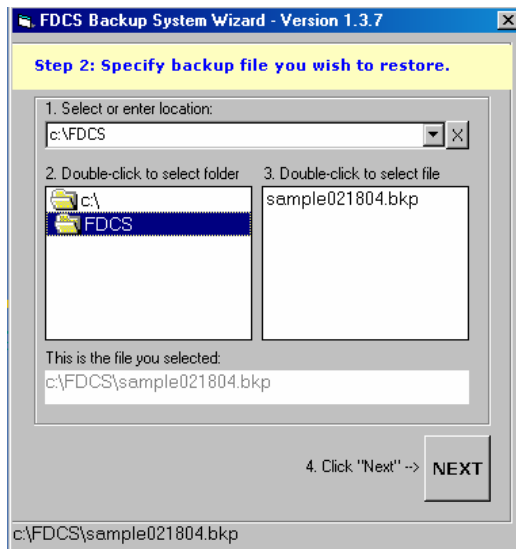 FDCS Backup System Wizard - Version 1.3.7
Step 2: Specify backup file you wish to restore.
1. Select or enter location:
c:\FDCS
X
2. Double-click to select folder
3. Double-click to select file
c:\
FDCS
sample021804.bkp
This is the file you selected:
c:\FDCS\sample021804.bkp
4. Click "Next" -->
NEXT
c:\FDCS\sample021804.bkp